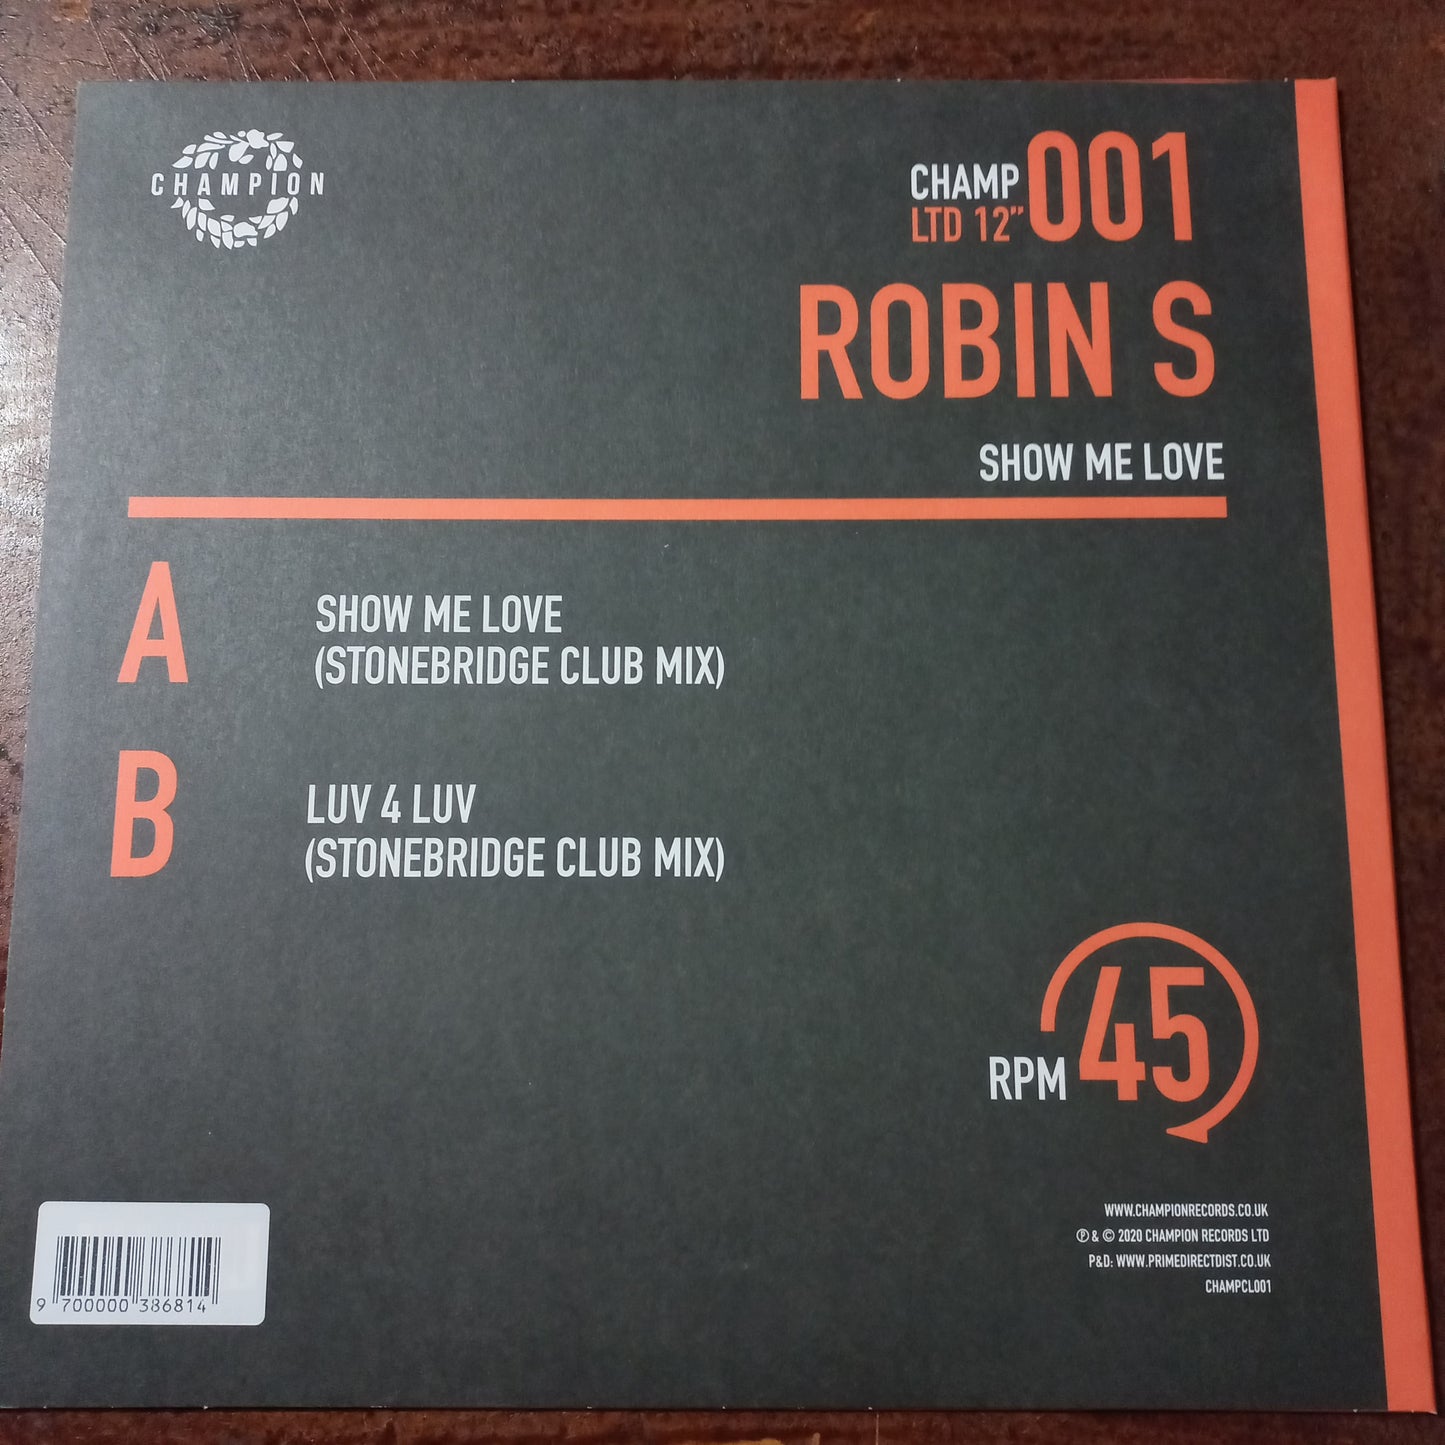 CHAMPION
CHAMP
LTD 12”
001
ROBIN S
SHOW ME LOVE
A
SHOW ME LOVE
(STONEBRIDGE CLUB MIX)
B
LUV 4 LUV
(STONEBRIDGE CLUB MIX)
RPM 45
WWW.CHAMPIONRECORDS.CO.UK
℗ & © 2020 CHAMPION RECORDS LTD
P&D: WWW.PRIMEDIRECTDIST.CO.UK
CHAMPCL001
9 700000 386814